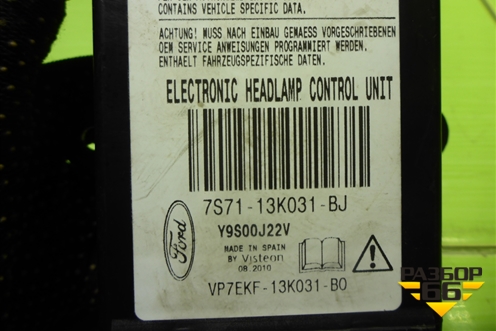 CONTAINS VEHICLE SPECIFIC DATA.
ACHTUNG! MUSS NACH EINBAU GEMAESS VORGESCHRIEBENEN
OEM SERVICE ANWEISUNGEN PROGRAMMIERT WERDEN.
ENTHAELT FAHRZEUGSPEZIFISCHE DATEN.
ELECTRONIC HEADLAMP CONTROL UNIT
7S71-13K031-BJ
Y9S00J22V
Ford
MADE IN SPAIN
BY Visteon
08.2010
VP7EKF-13K031-BO
РАЗБОР
66